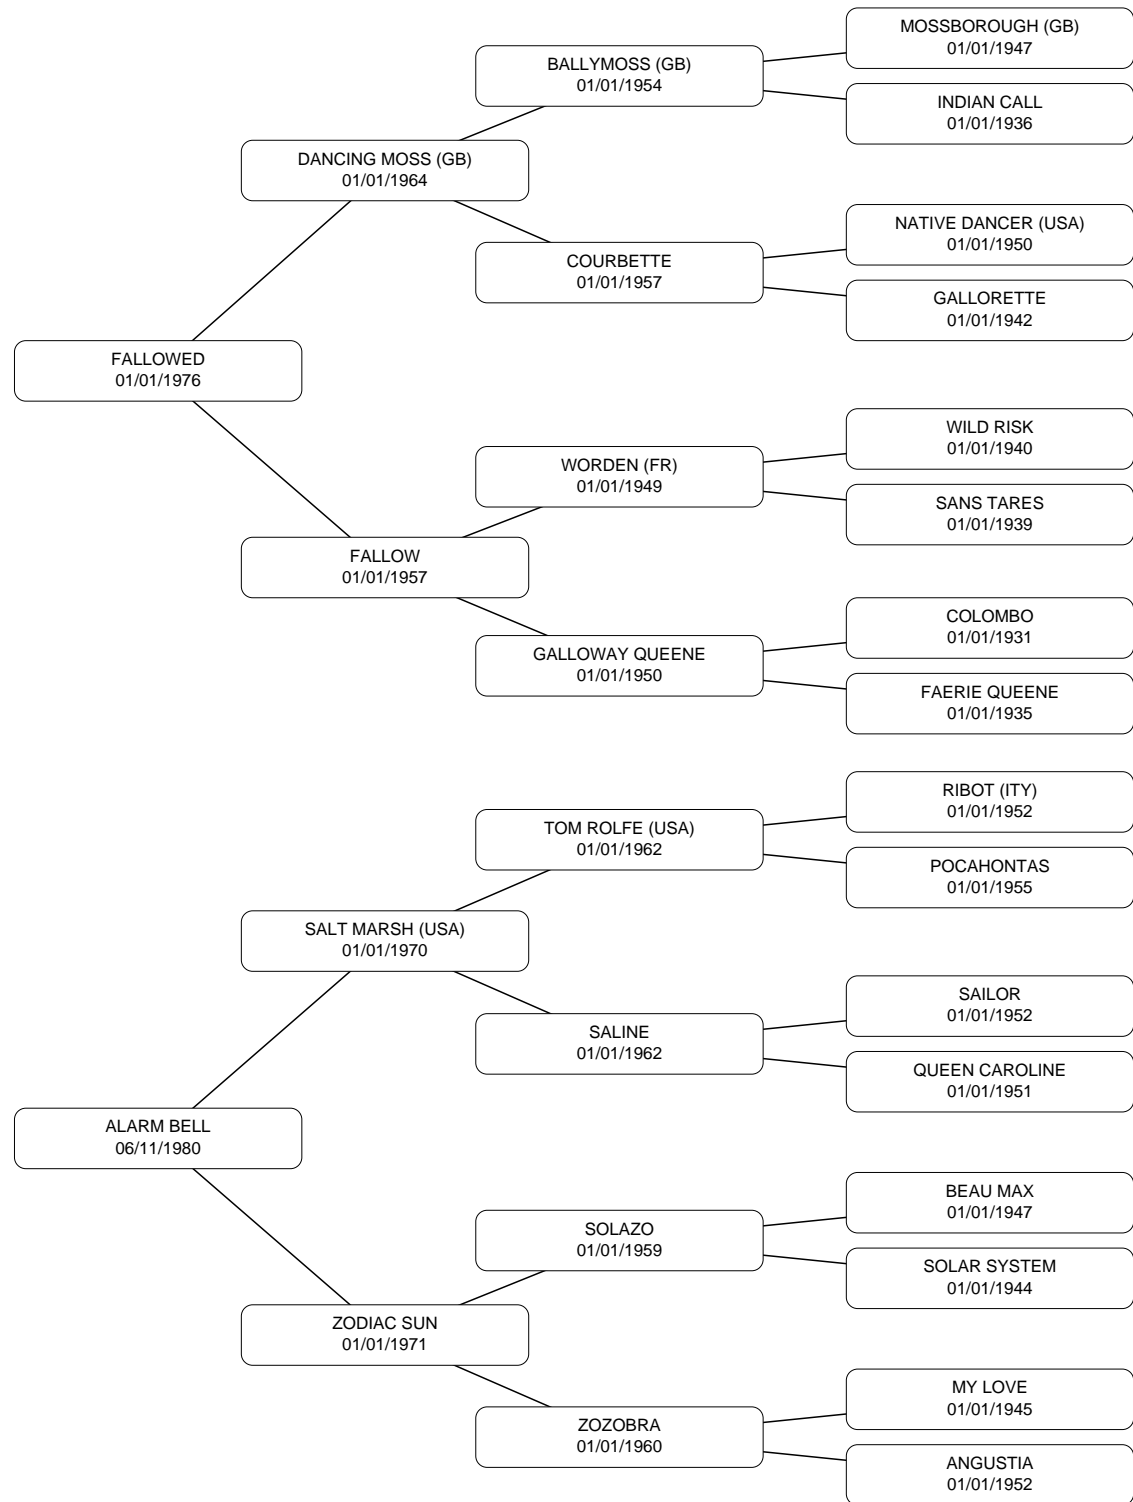 MOSSBOROUGH (GB)
01/01/1947
BALLYMOSS (GB)
01/01/1954
INDIAN CALL
01/01/1936
DANCING MOSS (GB)
01/01/1964
NATIVE DANCER (USA)
01/01/1950
COURBETTE
01/01/1957
GALLORETTE
01/01/1942
FALLOWED
01/01/1976
WILD RISK
01/01/1940
WORDEN (FR)
01/01/1949
SANS TARES
01/01/1939
FALLOW
01/01/1957
COLOMBO
01/01/1931
GALLOWAY QUEENE
01/01/1950
FAERIE QUEENE
01/01/1935
RIBOT (ITY)
01/01/1952
TOM ROLFE (USA)
01/01/1962
POCAHONTAS
01/01/1955
SALT MARSH (USA)
01/01/1970
SAILOR
01/01/1952
SALINE
01/01/1962
QUEEN CAROLINE
01/01/1951
ALARM BELL
06/11/1980
BEAU MAX
01/01/1947
SOLAZO
01/01/1959
SOLAR SYSTEM
01/01/1944
ZODIAC SUN
01/01/1971
MY LOVE
01/01/1945
ZOZOBRA
01/01/1960
ANGUSTIA
01/01/1952